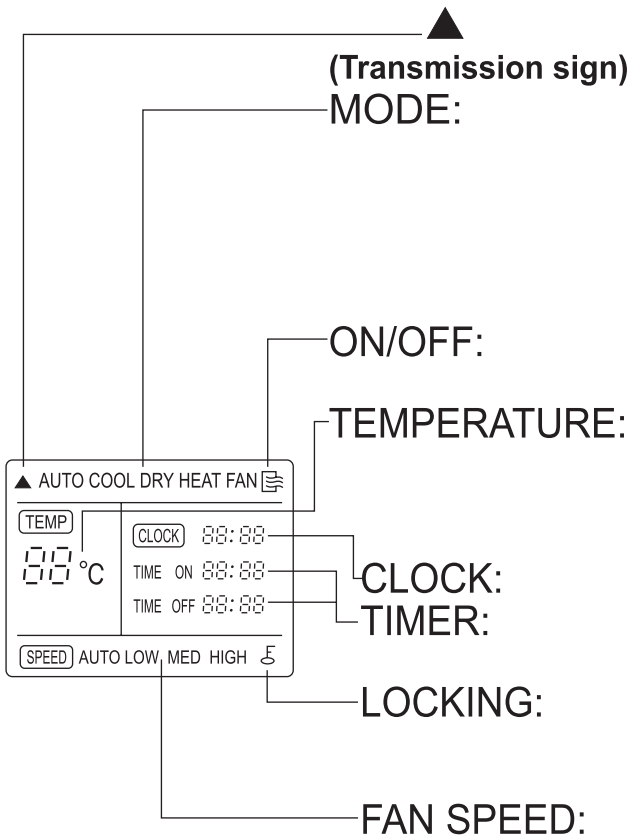 ▲
(Transmission sign)
MODE:
ON/OFF:
TEMPERATURE:
▲ AUTO COOL DRY HEAT FAN
TEMP
88 °C
CLOCK 88:88
TIME ON 88:88
TIME OFF 88:88
CLOCK:
TIMER:
SPEED AUTO LOW MED HIGH
LOCKING:
FAN SPEED: